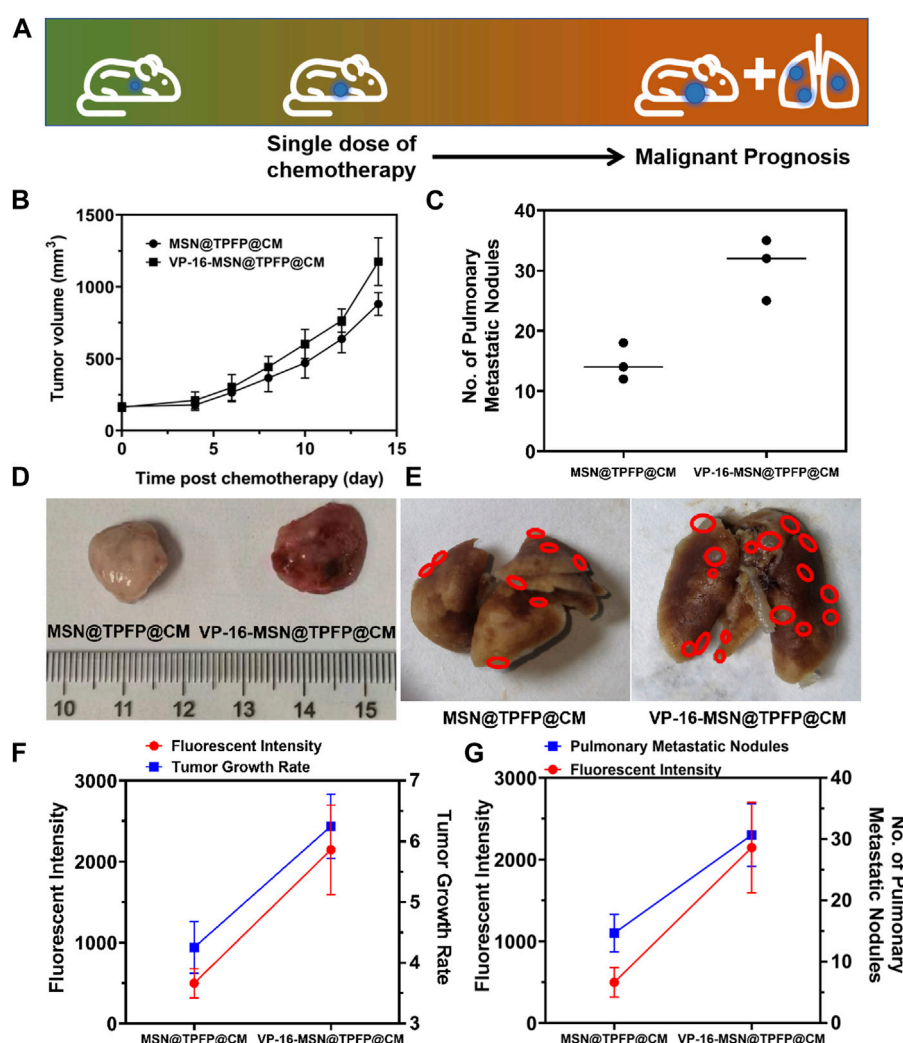 A
Single dose of
chemotherapy
Malignant Prognosis
B
Tumor volume (mm3)
1500
1000
500
0
MSN@TPFP@CM
VP-16-MSN@TPFP@CM
0
5
10
15
Time post chemotherapy (day)
C
No. of Pulmonary
Metastatic Nodules
40
30
20
10
0
MSN@TPFP@CM
VP-16-MSN@TPFP@CM
D
MSN@TPFP@CM
VP-16-MSN@TPFP@CM
10
11
12
13
14
15
E
MSN@TPFP@CM
VP-16-MSN@TPFP@CM
F
Fluorescent Intensity
Tumor Growth Rate
Fluorescent Intensity
3000
2000
1000
0
7
6
5
4
3
Tumor Growth
Rate
MSN@TPFP@CM
VP-16-MSN@TPFP@CM
G
Pulmonary Metastatic Nodules
Fluorescent Intensity
Fluorescent Intensity
3000
2000
1000
0
40
30
20
10
0
No. of Pulmonary
Metastatic Nodules
MSN@TPFP@CM
VP-16-MSN@TPFP@CM